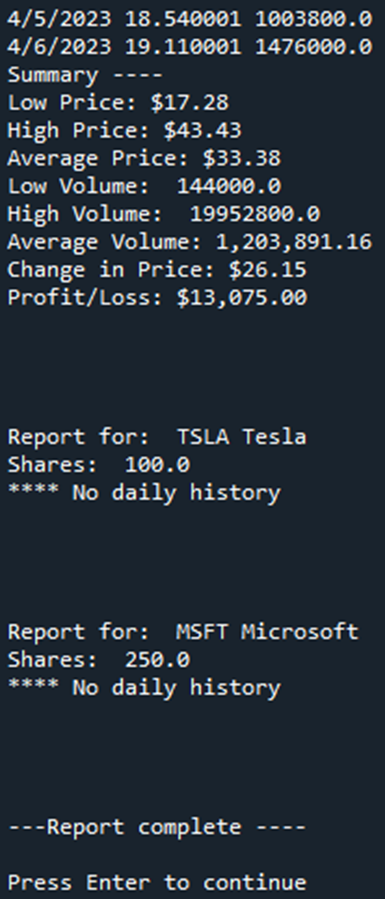 4/5/2023 18.540001 1003800.0
4/6/2023 19.110001 1476000.0
Summary ----
Low Price: $17.28
High Price: $43.43
Average Price: $33.38
Low Volume:  144000.0
High Volume:  19952800.0
Average Volume: 1,203,891.16
Change in Price: $26.15
Profit/Loss: $13,075.00
Report for:  TSLA Tesla
Shares:  100.0
**** No daily history
Report for:  MSFT Microsoft
Shares:  250.0
**** No daily history
---Report complete ----
Press Enter to continue